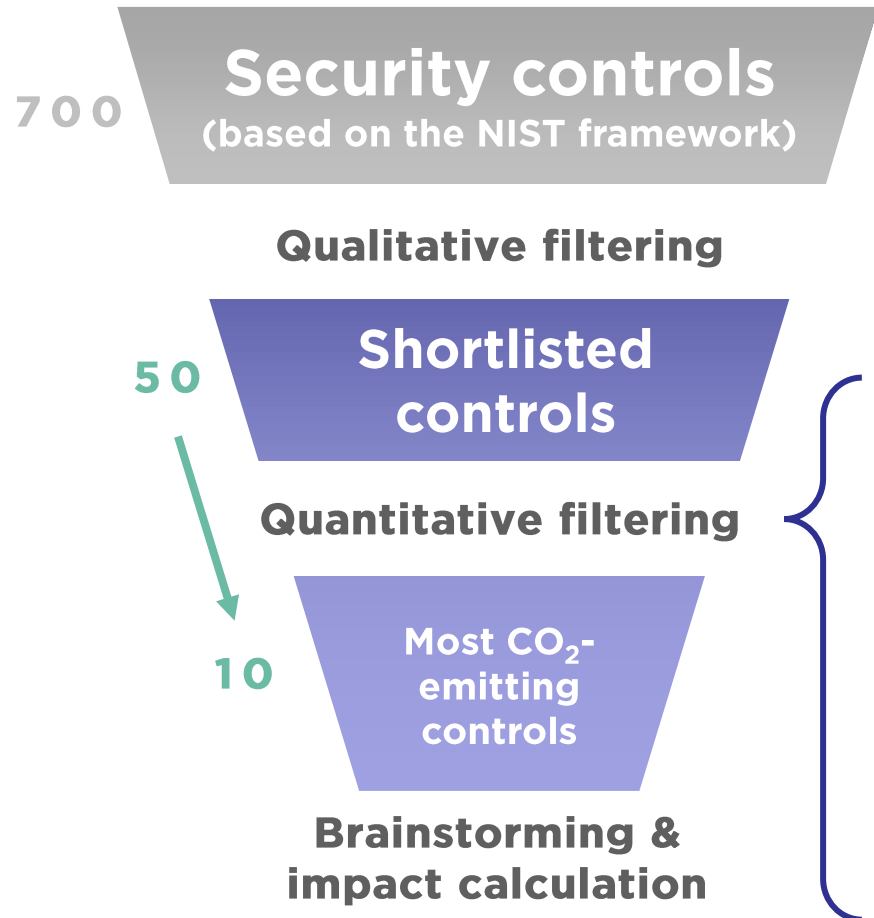 Security controls
700
(based on the NIST framework)
Qualitative filtering
Shortlisted
50
controls
Quantitative filtering
Most CO₂-
emitting
10
controls
Brainstorming &
impact calculation